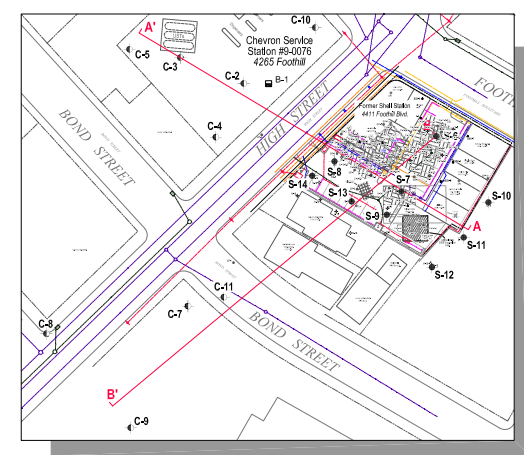 A'
C-10
Chevron Service
Station #9-0076
4265 Foothill
C-5
C-3
C-2
B-1
FOOTH
HIGH STREET
Former Shell Station
4411 Foothill Blvd.
C-4
BOND STREET
S-6
S-8
S-14
S-7
S-10
S-13
S-9
A
S-11
S-12
C-11
C-7
C-8
BOND STREET
B'
C-9